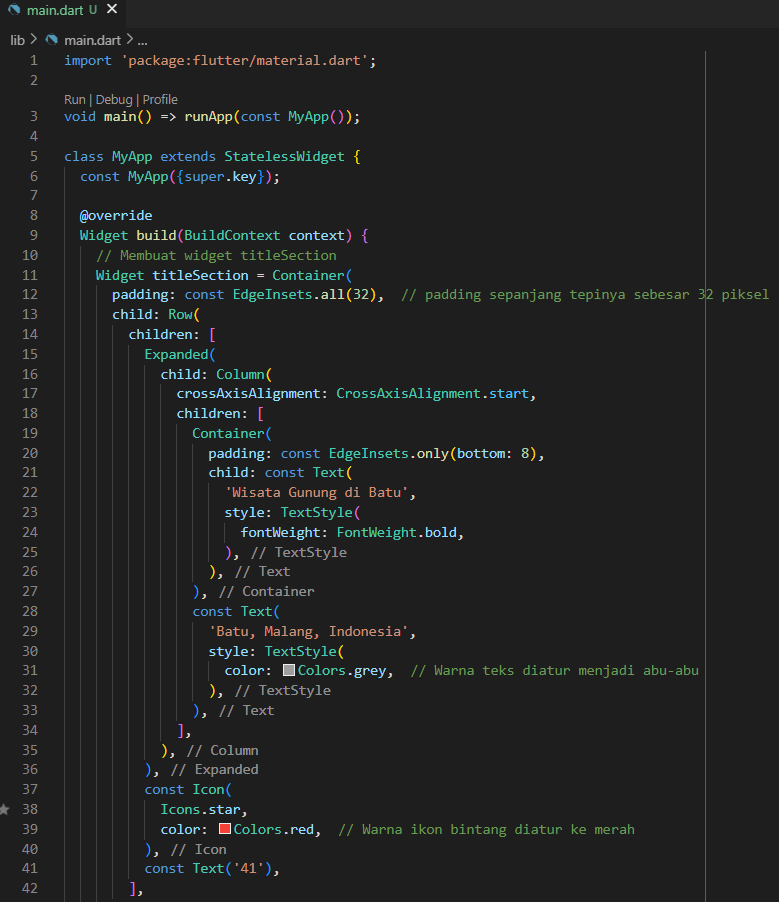 main.dart U
lib > main.dart > ...
1 import 'package:flutter/material.dart';
2
Run | Debug | Profile
3 void main() => runApp(const MyApp());
4
5 class MyApp extends StatelessWidget {
6   const MyApp({super.key});
7
8   @override
9   Widget build(BuildContext context) {
10     // Membuat widget titleSection
11     Widget titleSection = Container(
12       padding: const EdgeInsets.all(32),  // padding sepanjang tepinya sebesar 32 piksel
13       child: Row(
14         children: [
15           Expanded(
16             child: Column(
17               crossAxisAlignment: CrossAxisAlignment.start,
18               children: [
19                 Container(
20                   padding: const EdgeInsets.only(bottom: 8),
21                   child: const Text(
22                     'Wisata Gunung di Batu',
23                     style: TextStyle(
24                       fontWeight: FontWeight.bold,
25                     ), // TextStyle
26                   ), // Text
27                 ), // Container
28                 const Text(
29                   'Batu, Malang, Indonesia',
30                   style: TextStyle(
31                     color: Colors.grey,  // Warna teks diatur menjadi abu-abu
32                   ), // TextStyle
33                 ), // Text
34               ],
35             ), // Column
36           ), // Expanded
37           const Icon(
38             Icons.star,
39             color: Colors.red,  // Warna ikon bintang diatur ke merah
40           ), // Icon
41           const Text('41'),
42         ],